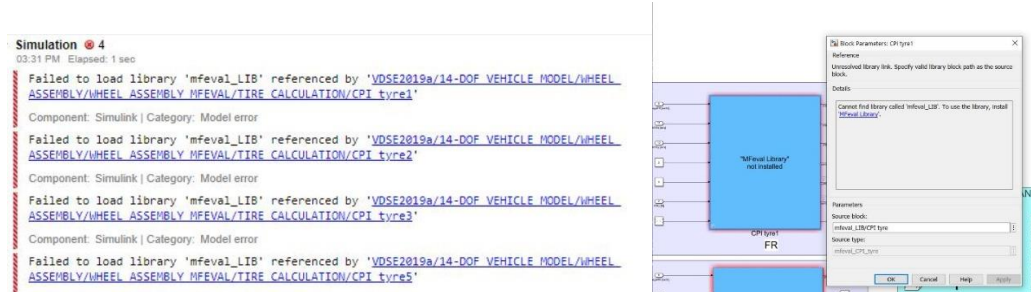 Simulation 4
03:31 PM Elapsed: 1 sec
Failed to load library 'mfeval_LIB' referenced by 'VDSE2019a/14-DOF VEHICLE MODEL/WHEEL
ASSEMBLY/WHEEL ASSEMBLY MFEVAL/TIRE CALCULATION/CPI tyre1'
Component: Simulink | Category: Model error
Failed to load library 'mfeval_LIB' referenced by 'VDSE2019a/14-DOF VEHICLE MODEL/WHEEL
ASSEMBLY/WHEEL ASSEMBLY MFEVAL/TIRE CALCULATION/CPI tyre2'
Component: Simulink | Category: Model error
Failed to load library 'mfeval_LIB' referenced by 'VDSE2019a/14-DOF VEHICLE MODEL/WHEEL
ASSEMBLY/WHEEL ASSEMBLY MFEVAL/TIRE CALCULATION/CPI tyre3'
Component: Simulink | Category: Model error
Failed to load library 'mfeval_LIB' referenced by 'VDSE2019a/14-DOF VEHICLE MODEL/WHEEL
ASSEMBLY/WHEEL ASSEMBLY MFEVAL/TIRE CALCULATION/CPI tyre5'
"MFeval Library"
not installed
CPI tyre1
FR
Block Parameters: CPI tyre1
Reference
Unresolved library link. Specify valid library block path as the source
block.
Details
Cannot find library called 'mfeval_LIB'. To use the library, install
'MFeval Library'.
Parameters
Source block:
mfeval_LIB/CPI tyre
Source type:
mfeval_CPI_tyre
OK Cancel Help Apply